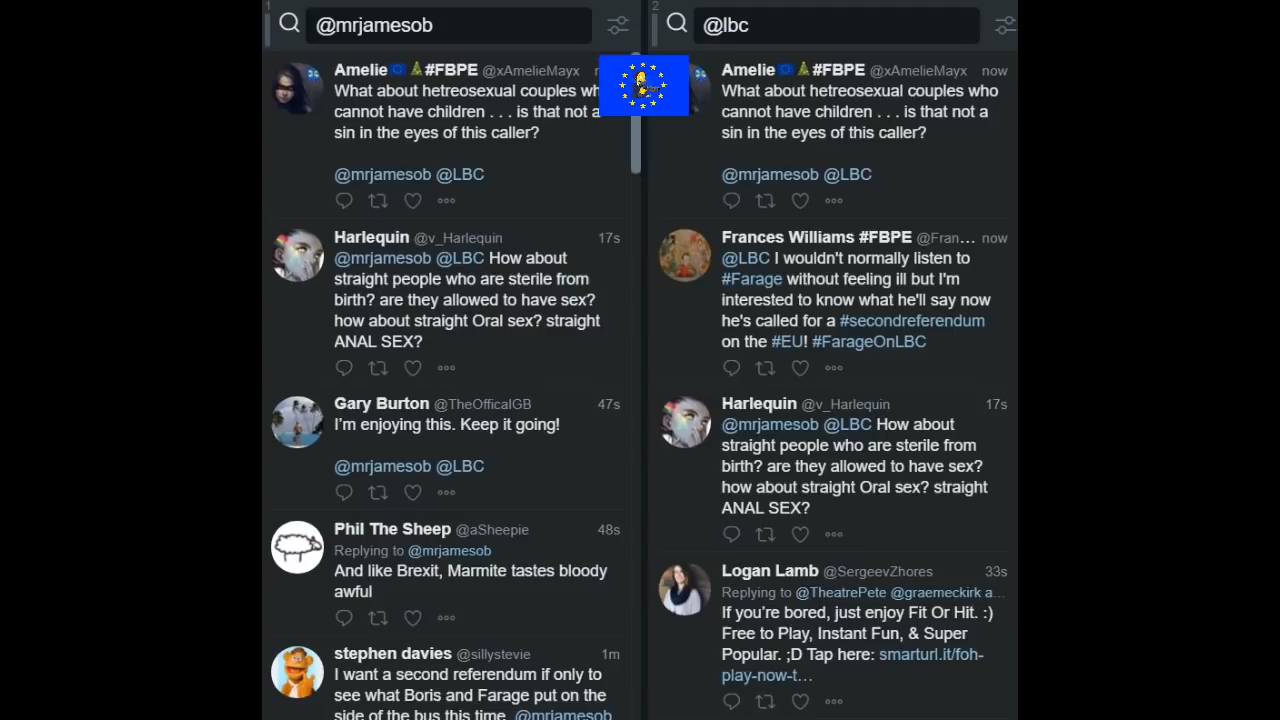 1
@mrjamesob
Amelie #FBPE @xAmelieMayx
What about hetreosexual couples wh
cannot have children . . . is that not a
sin in the eyes of this caller?
@mrjamesob @LBC
Harlequin @v_Harlequin 17s
@mrjamesob @LBC How about
straight people who are sterile from
birth? are they allowed to have sex?
how about straight Oral sex? straight
ANAL SEX?
Gary Burton @TheOfficalGB 47s
I'm enjoying this. Keep it going!
@mrjamesob @LBC
Phil The Sheep @aSheepie 48s
Replying to @mrjamesob
And like Brexit, Marmite tastes bloody
awful
stephen davies @sillystevie 1m
I want a second referendum if only to
see what Boris and Farage put on the
side of the bus this time. @mrjamesob
2
@lbc
Amelie #FBPE @xAmelieMayx now
What about hetreosexual couples who
cannot have children . . . is that not a
sin in the eyes of this caller?
@mrjamesob @LBC
Frances Williams #FBPE @Fran... now
@LBC I wouldn't normally listen to
#Farage without feeling ill but I'm
interested to know what he'll say now
he's called for a #secondreferendum
on the #EU! #FarageOnLBC
Harlequin @v_Harlequin 17s
@mrjamesob @LBC How about
straight people who are sterile from
birth? are they allowed to have sex?
how about straight Oral sex? straight
ANAL SEX?
Logan Lamb @SergeevZhores 33s
Replying to @TheatrePete @graemeckirk a...
If you're bored, just enjoy Fit Or Hit. :)
Free to Play, Instant Fun, & Super
Popular. ;D Tap here: smarturl.it/foh-
play-now-t...